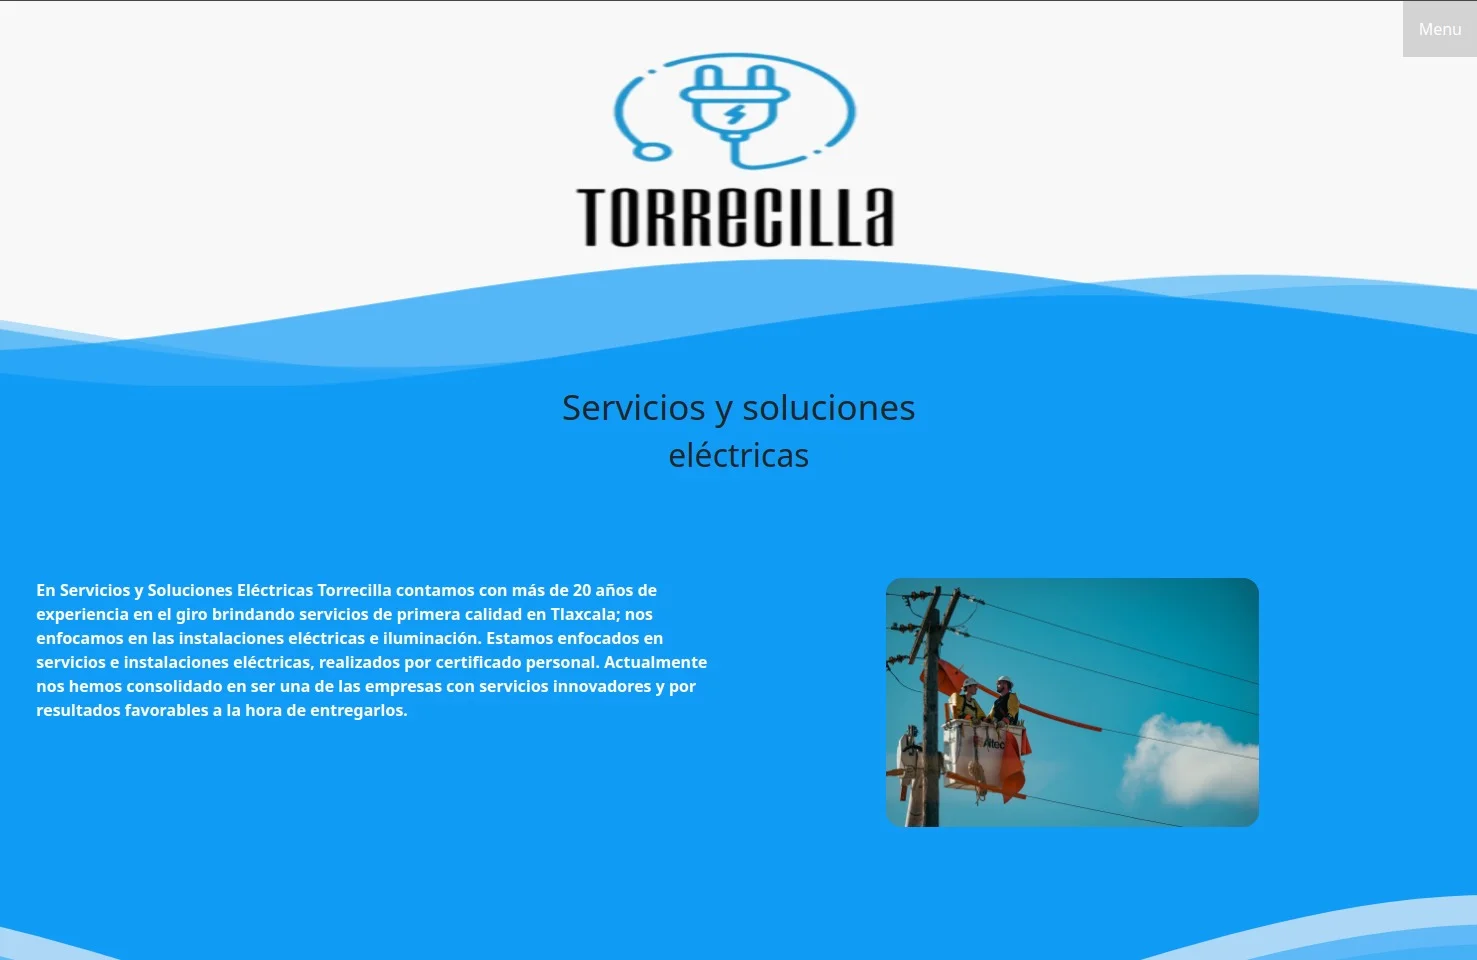 Menu
TORReCILLa
Servicios y soluciones
eléctricas
En Servicios y Soluciones Eléctricas Torrecilla contamos con más de 20 años de
experiencia en el giro brindando servicios de primera calidad en Tlaxcala; nos
enfocamos en las instalaciones eléctricas e iluminación. Estamos enfocados en
servicios e instalaciones eléctricas, realizados por certificado personal. Actualmente
nos hemos consolidado en ser una de las empresas con servicios innovadores y por
resultados favorables a la hora de entregarlos.
Altec